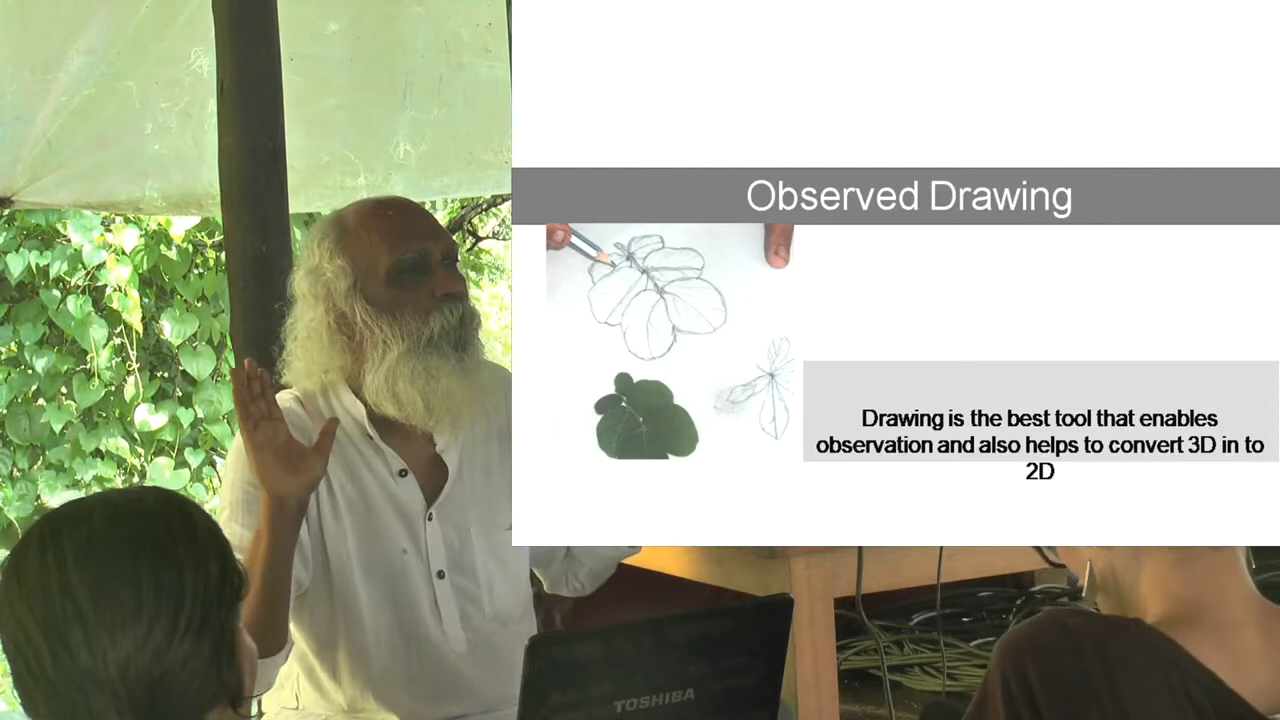 Observed Drawing
Drawing is the best tool that enables
observation and also helps to convert 3D in to
2D
TOSHIBA